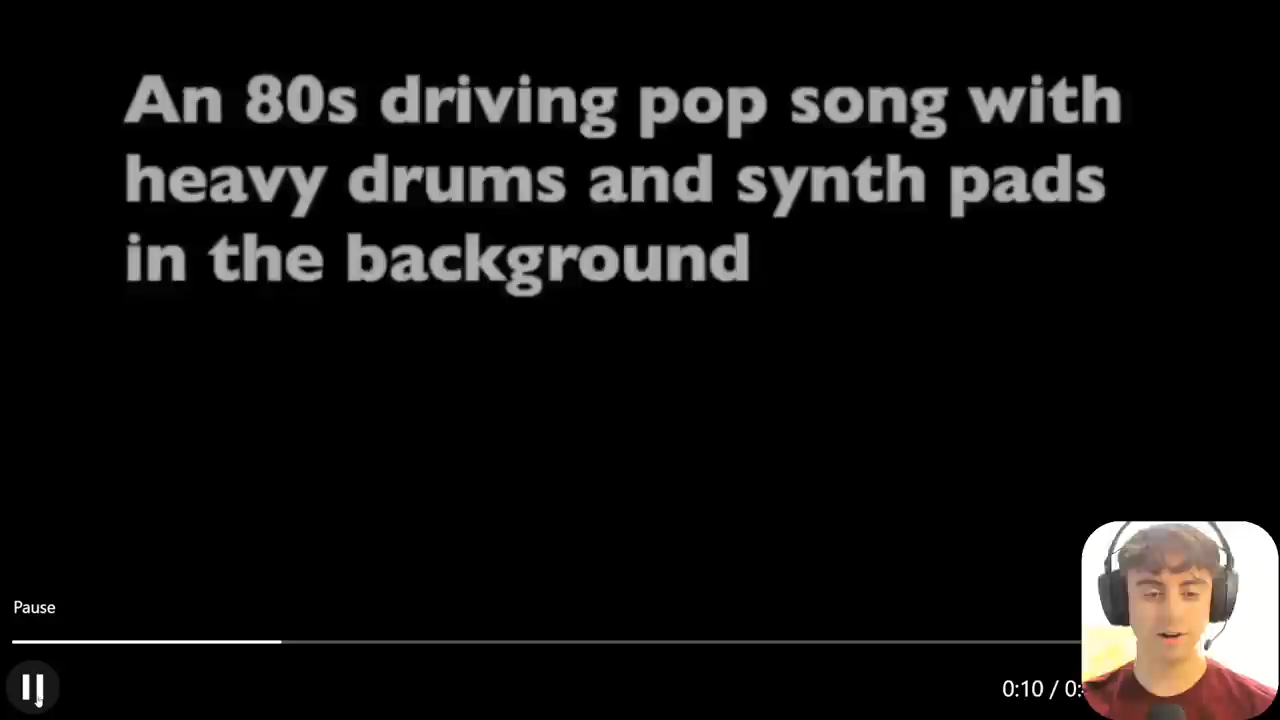 An 80s driving pop song with
heavy drums and synth pads
in the background
Pause
0:10 / 0: